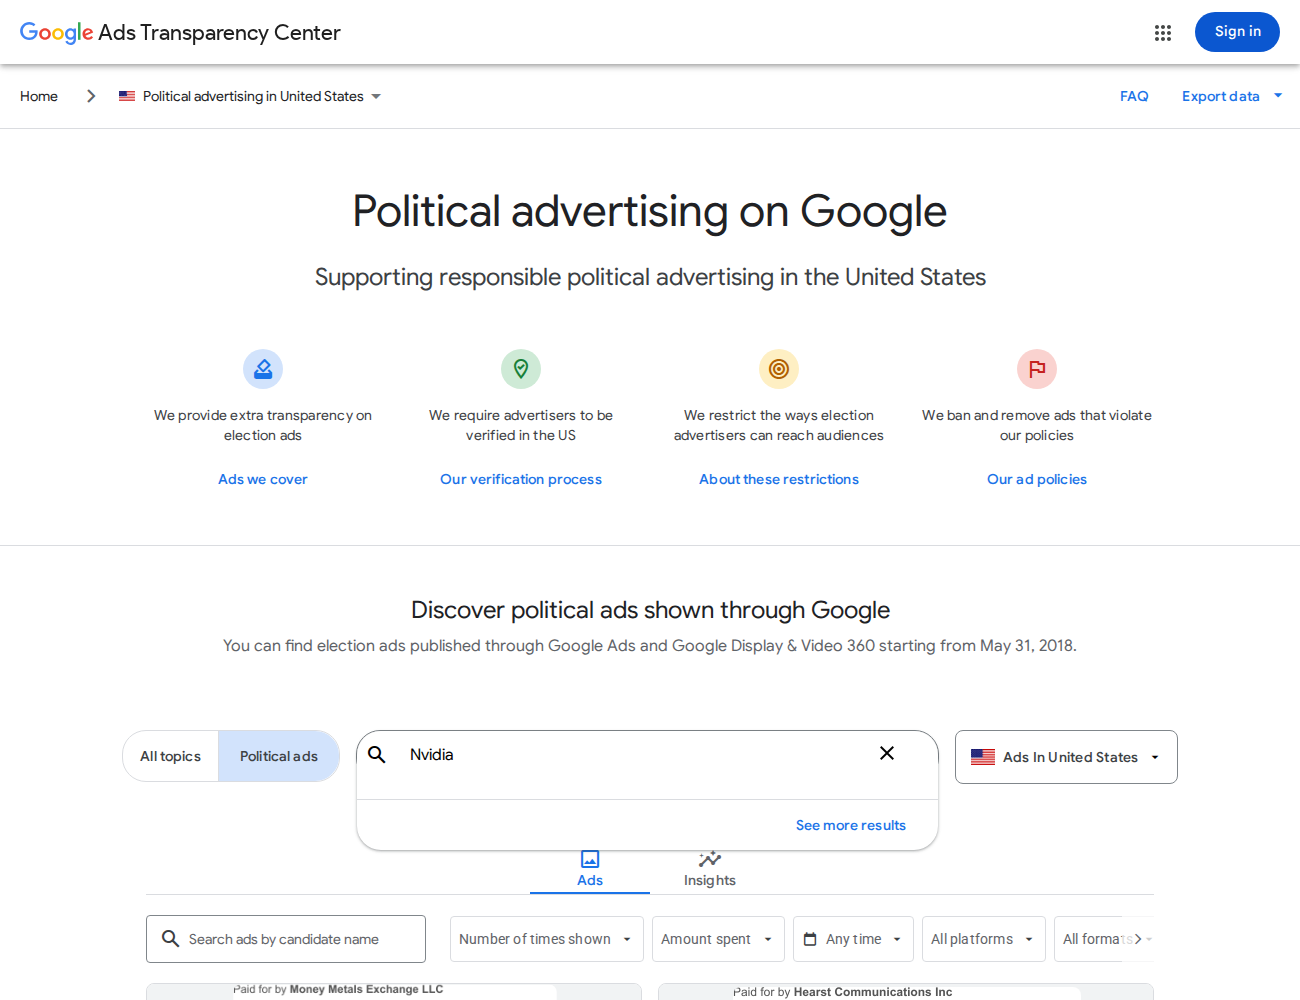 Google Ads Transparency Center
Sign in
Home
Political advertising in United States
FAQ
Export data
Political advertising on Google
Supporting responsible political advertising in the United States
We provide extra transparency on
election ads
Ads we cover
We require advertisers to be
verified in the US
Our verification process
We restrict the ways election
advertisers can reach audiences
About these restrictions
We ban and remove ads that violate
our policies
Our ad policies
Discover political ads shown through Google
You can find election ads published through Google Ads and Google Display & Video 360 starting from May 31, 2018.
All topics
Political ads
Nvidia
Ads In United States
See more results
Ads
Insights
Search ads by candidate name
Number of times shown
Amount spent
Any time
All platforms
All formats
Paid for by Money Metals Exchange LLC
Paid for by Hearst Communications Inc